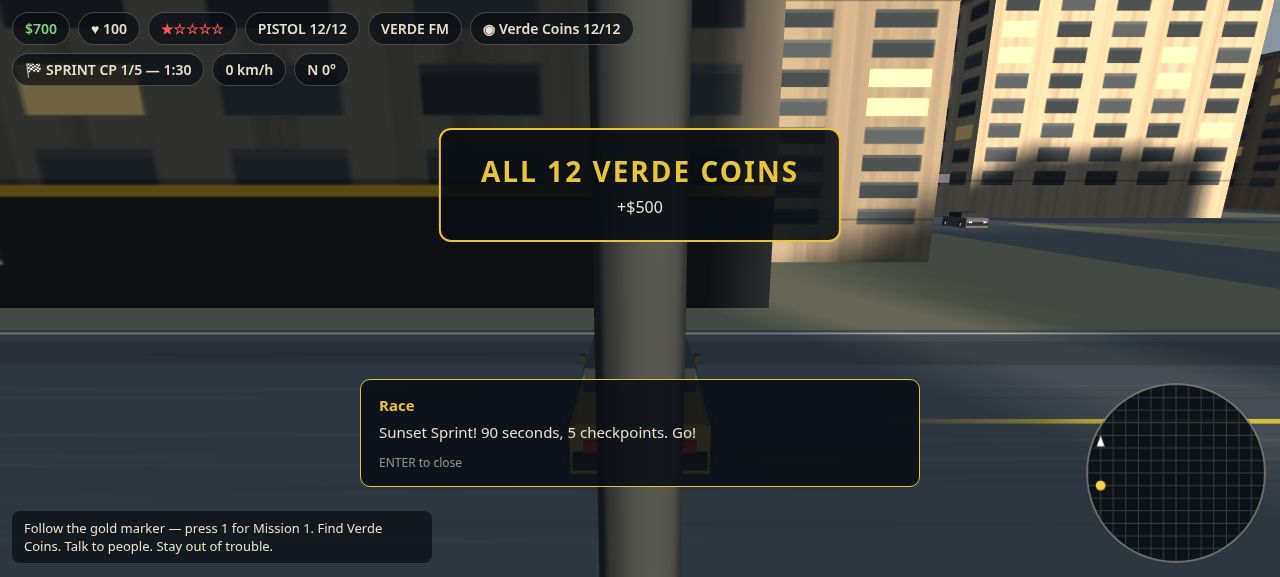 $700
♥ 100
★☆☆☆☆
PISTOL 12/12
VERDE FM
◉ Verde Coins 12/12
🏁 SPRINT CP 1/5 — 1:30
0 km/h
N 0°
ALL 12 VERDE COINS
+$500
Race
Sunset Sprint! 90 seconds, 5 checkpoints. Go!
ENTER to close
Follow the gold marker — press 1 for Mission 1. Find Verde
Coins. Talk to people. Stay out of trouble.